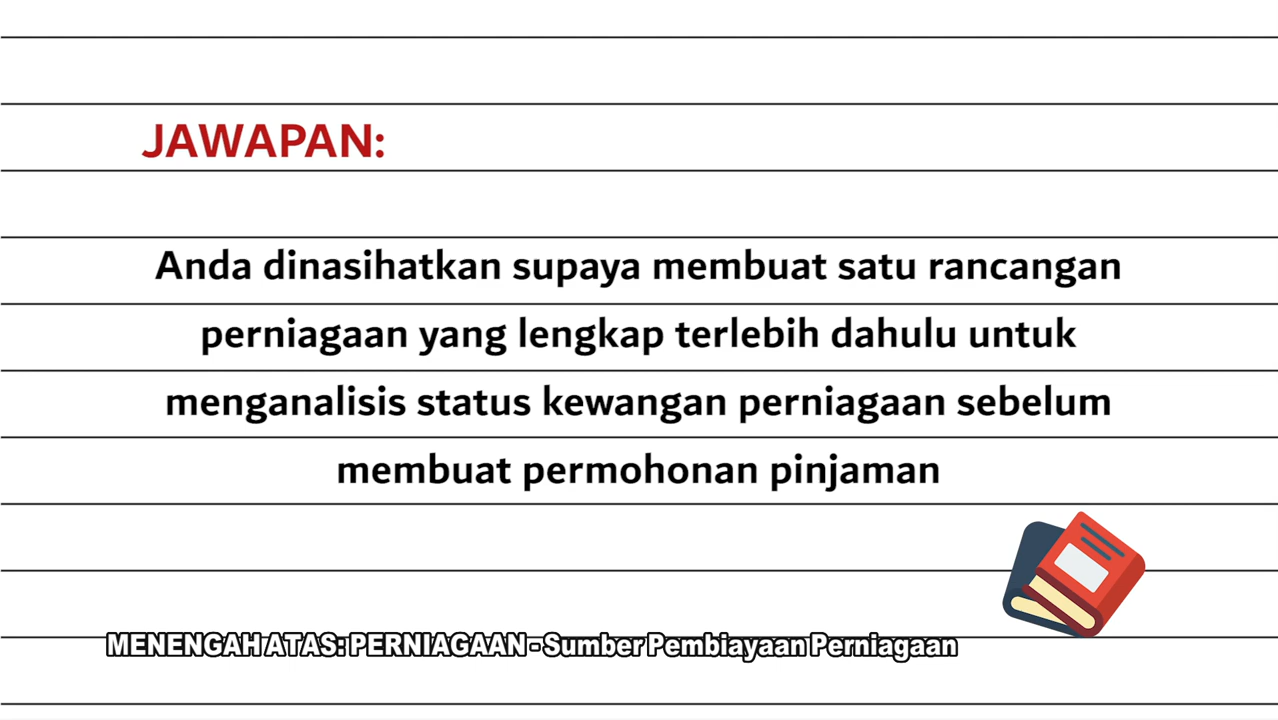 JAWAPAN:
Anda dinasihatkan supaya membuat satu rancangan
perniagaan yang lengkap terlebih dahulu untuk
menganalisis status kewangan perniagaan sebelum
membuat permohonan pinjaman
MENENGAH ATAS: PERNIAGAAN - Sumber Pembiayaan Perniagaan